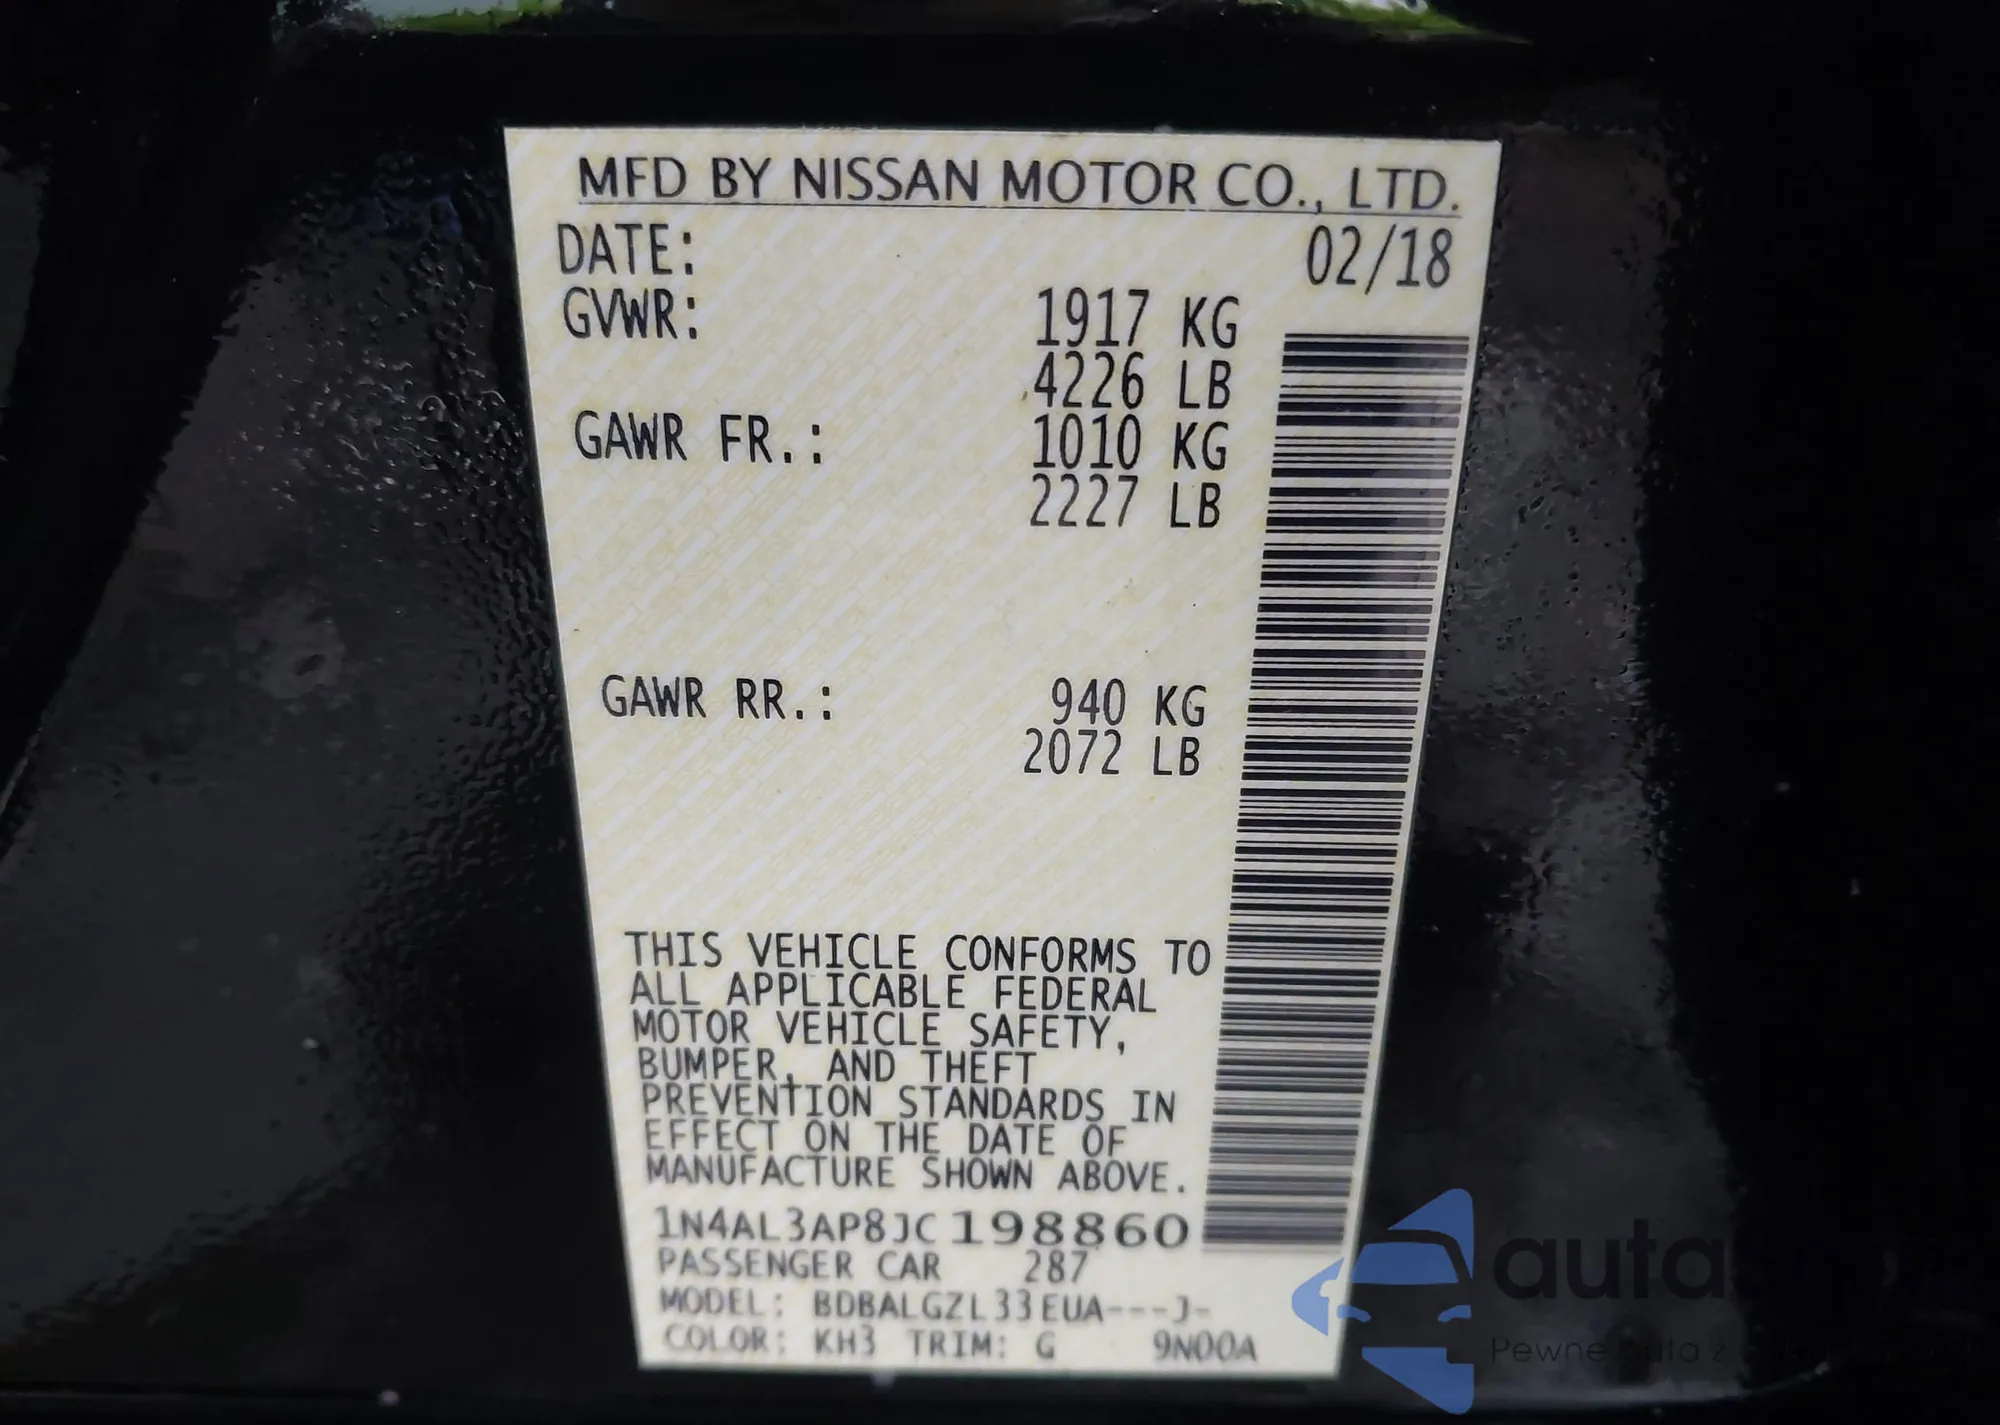 MFD BY NISSAN MOTOR CO., LTD.
DATE: 02/18
GVWR: 1917 KG
4226 LB
GAWR FR.: 1010 KG
2227 LB
GAWR RR.: 940 KG
2072 LB
THIS VEHICLE CONFORMS TO
ALL APPLICABLE FEDERAL
MOTOR VEHICLE SAFETY,
BUMPER, AND THEFT
PREVENTION STANDARDS IN
EFFECT ON THE DATE OF
MANUFACTURE SHOWN ABOVE.
1N4AL3AP8JC198860
PASSENGER CAR 287
MODEL: BDBALGZL33EUA---J-
COLOR: KH3 TRIM: G 9N00A
Pewne auta z